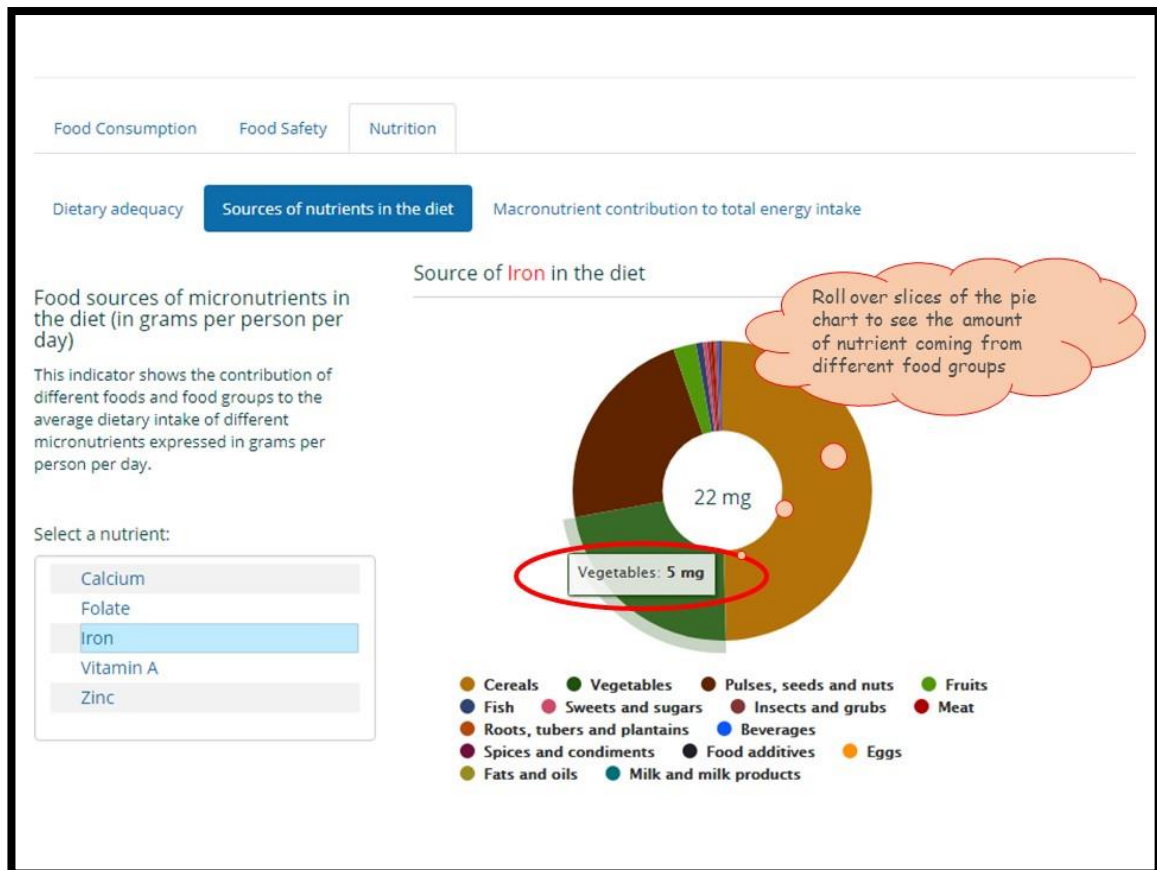 Food Consumption Food Safety Nutrition
Dietary adequacy Sources of nutrients in the diet Macronutrient contribution to total energy intake
Food sources of micronutrients in
the diet (in grams per person per
day)
This indicator shows the contribution of
different foods and food groups to the
average dietary intake of different
micronutrients expressed in grams per
person per day.
Select a nutrient:
Calcium
Folate
Iron
Vitamin A
Zinc
Source of Iron in the diet
Roll over slices of the pie
chart to see the amount
of nutrient coming from
different food groups
22 mg
Vegetables: 5 mg
Cereals Vegetables Pulses, seeds and nuts Fruits
Fish Sweets and sugars Insects and grubs Meat
Roots, tubers and plantains Beverages
Spices and condiments Food additives Eggs
Fats and oils Milk and milk products